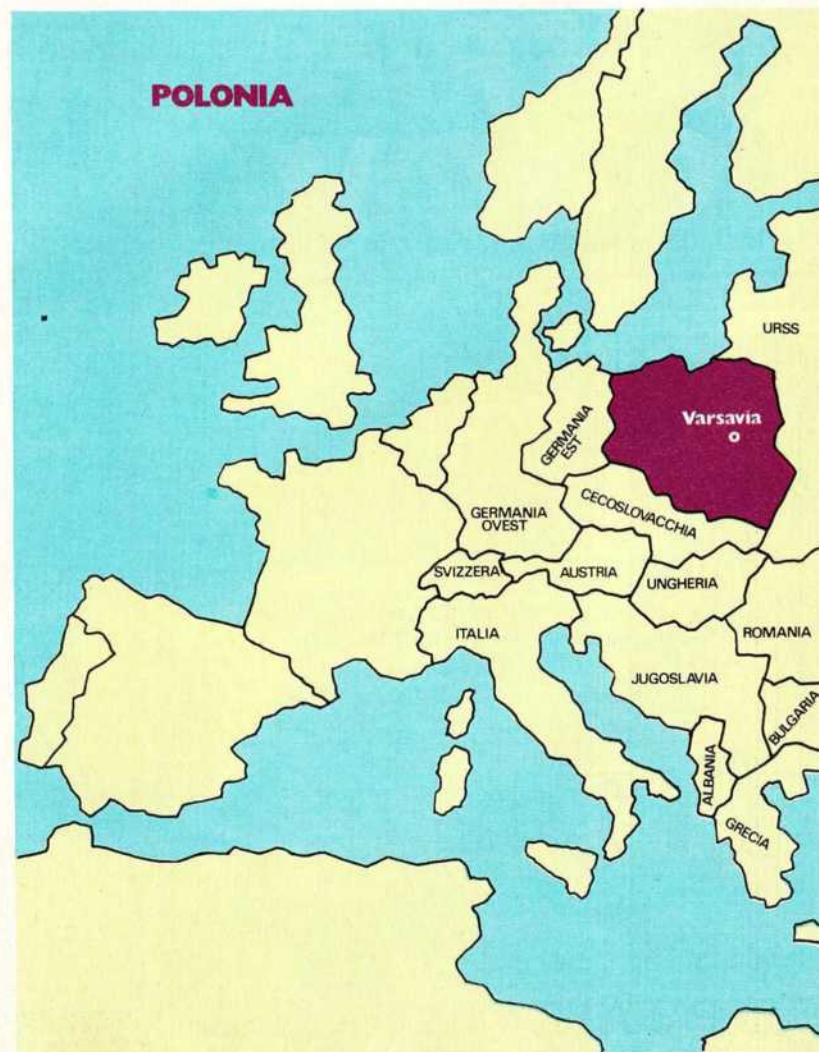 POLONIA
URSS
Varsavia
GERMANIA
EST
CECOSLOVACCHIA
GERMANIA
OVEST
SVIZZERA
AUSTRIA
UNGHERIA
ITALIA
ROMANIA
JUGOSLAVIA
BULGARIA
ALBANIA
GRECIA